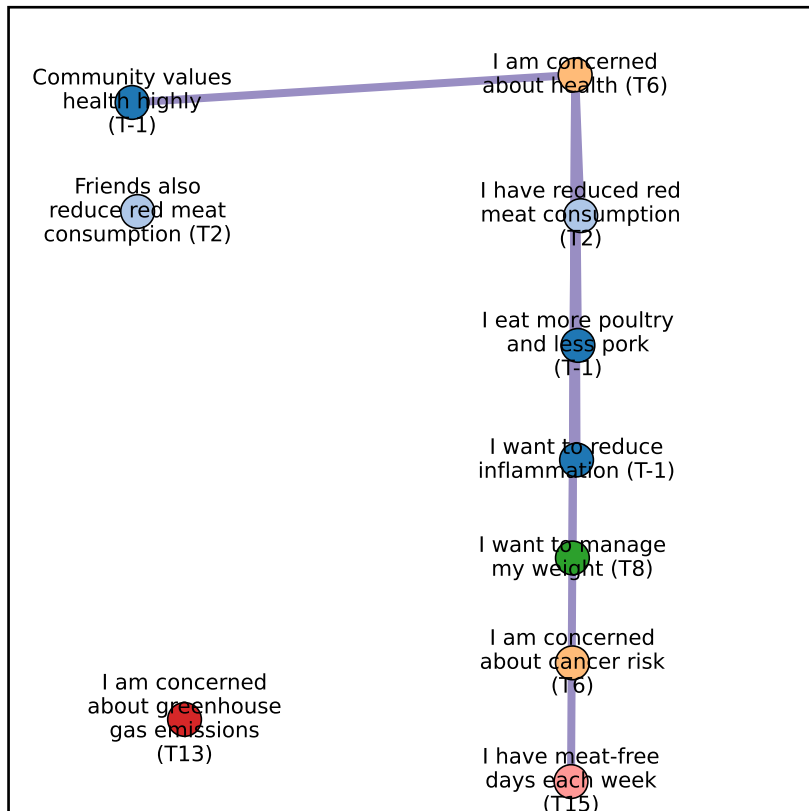 Community values
health highly
(T-1)
I am concerned
about health (T6)
Friends also
reduce red meat
consumption (T2)
I have reduced red
meat consumption
(T2)
I eat more poultry
and less pork
(T-1)
I want to reduce
inflammation (T-1)
I want to manage
my weight (T8)
I am concerned
about cancer risk
(T6)
I am concerned
about greenhouse
gas emissions
(T13)
I have meat-free
days each week
(T15)